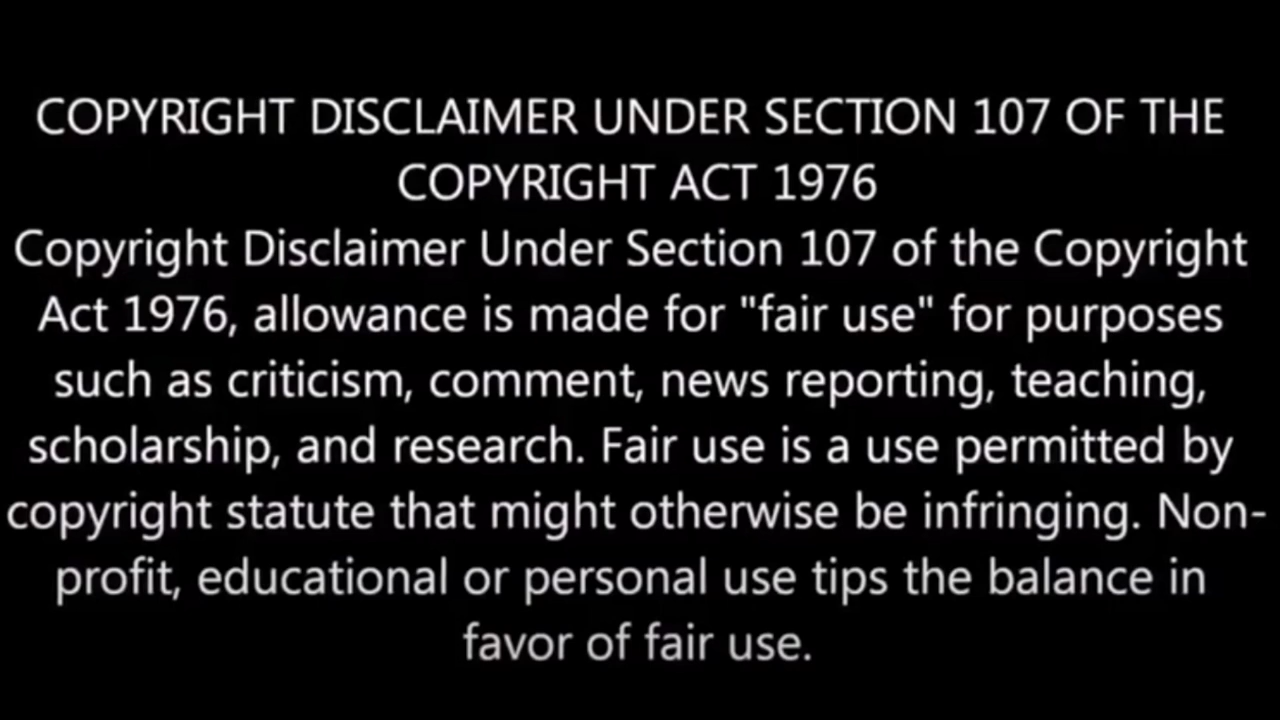 COPYRIGHT DISCLAIMER UNDER SECTION 107 OF THE
COPYRIGHT ACT 1976
Copyright Disclaimer Under Section 107 of the Copyright
Act 1976, allowance is made for "fair use" for purposes
such as criticism, comment, news reporting, teaching,
scholarship, and research. Fair use is a use permitted by
copyright statute that might otherwise be infringing. Non-
profit, educational or personal use tips the balance in
favor of fair use.